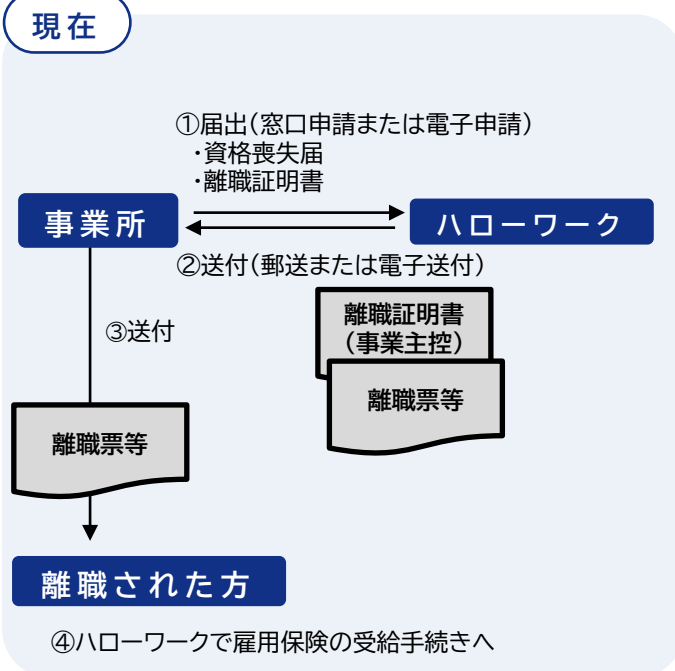 現在
①届出(窓口申請または電子申請)
・資格喪失届
・離職証明書
事業所
ハローワーク
②送付(郵送または電子送付)
離職証明書
(事業主控)
離職票等
③送付
離職票等
離職された方
④ハローワークで雇用保険の受給手続きへ